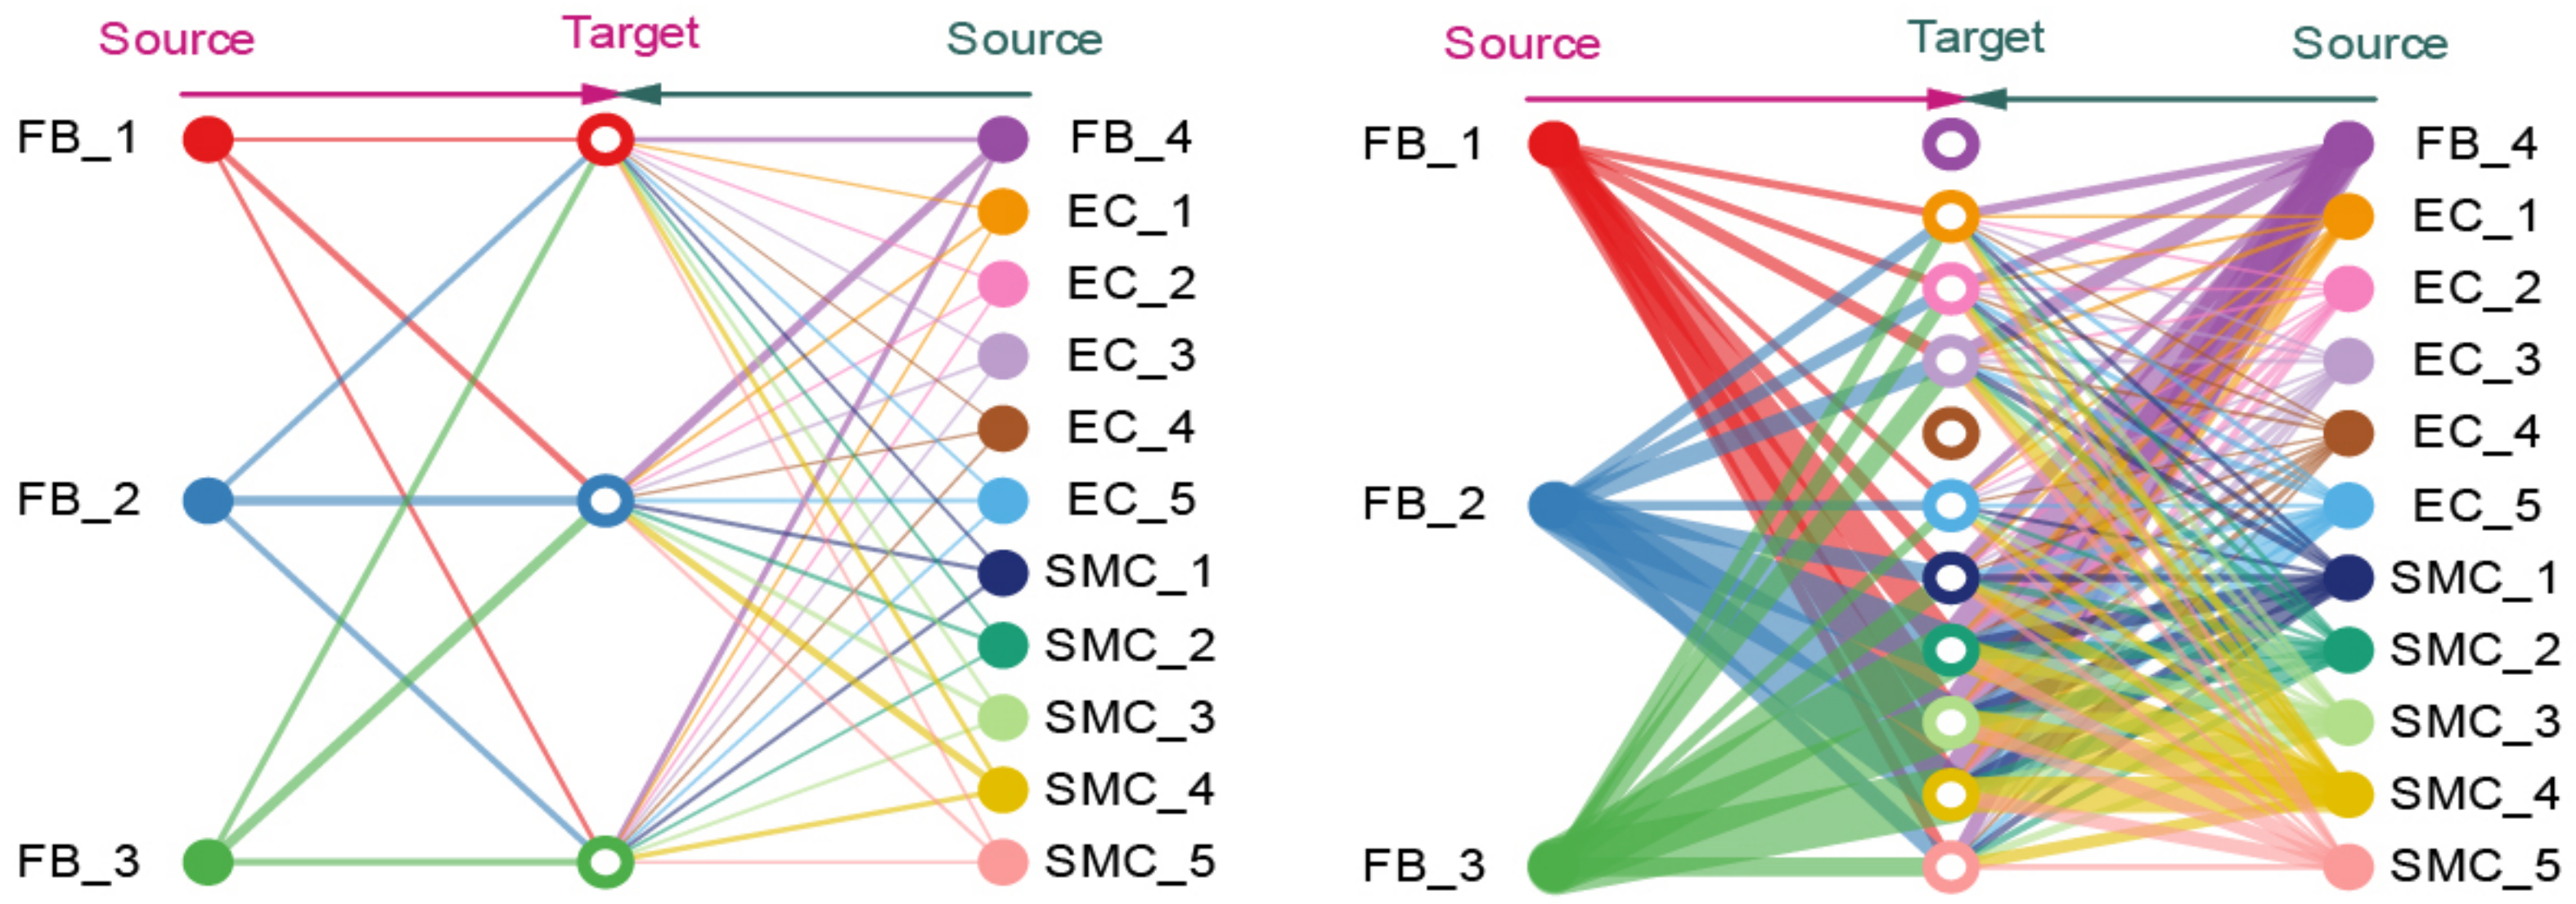 Source Target Source
FB_1
FB_2
FB_3
FB_4
EC_1
EC_2
EC_3
EC_4
EC_5
SMC_1
SMC_2
SMC_3
SMC_4
SMC_5
Source Target Source
FB_1
FB_2
FB_3
FB_4
EC_1
EC_2
EC_3
EC_4
EC_5
SMC_1
SMC_2
SMC_3
SMC_4
SMC_5